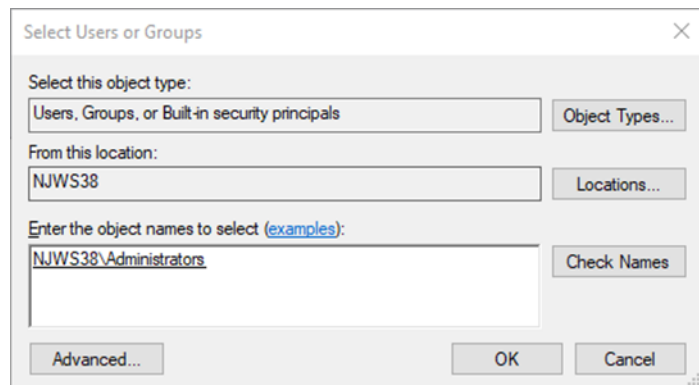 Select Users or Groups
Select this object type:
Users, Groups, or Built-in security principals
Object Types...
From this location:
NJWS38
Locations...
Enter the object names to select (examples):
NJWS38\Administrators
Check Names
Advanced...
OK
Cancel